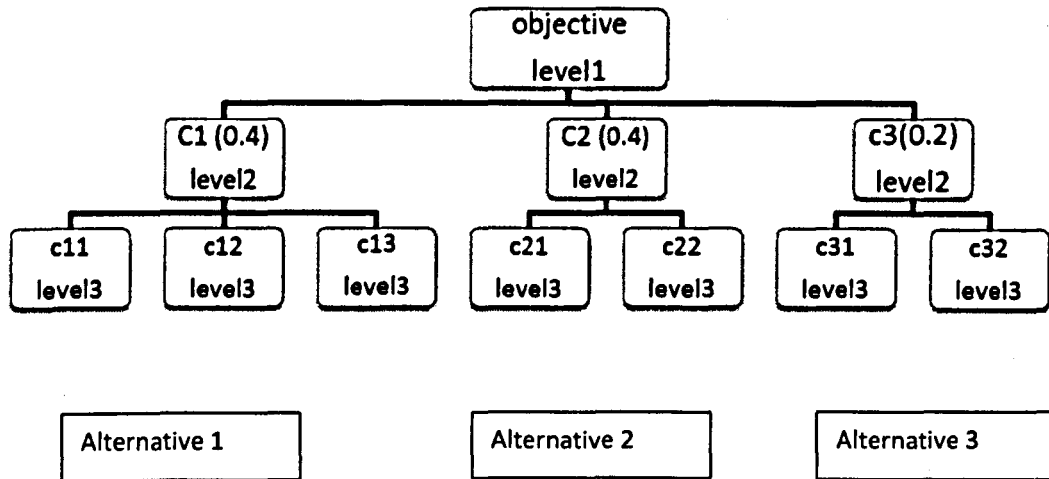 objective
level1
C1 (0.4)
level2
C2 (0.4)
level2
c3(0.2)
level2
c11
level3
c12
level3
c13
level3
c21
level3
c22
level3
c31
level3
c32
level3
Alternative 1
Alternative 2
Alternative 3